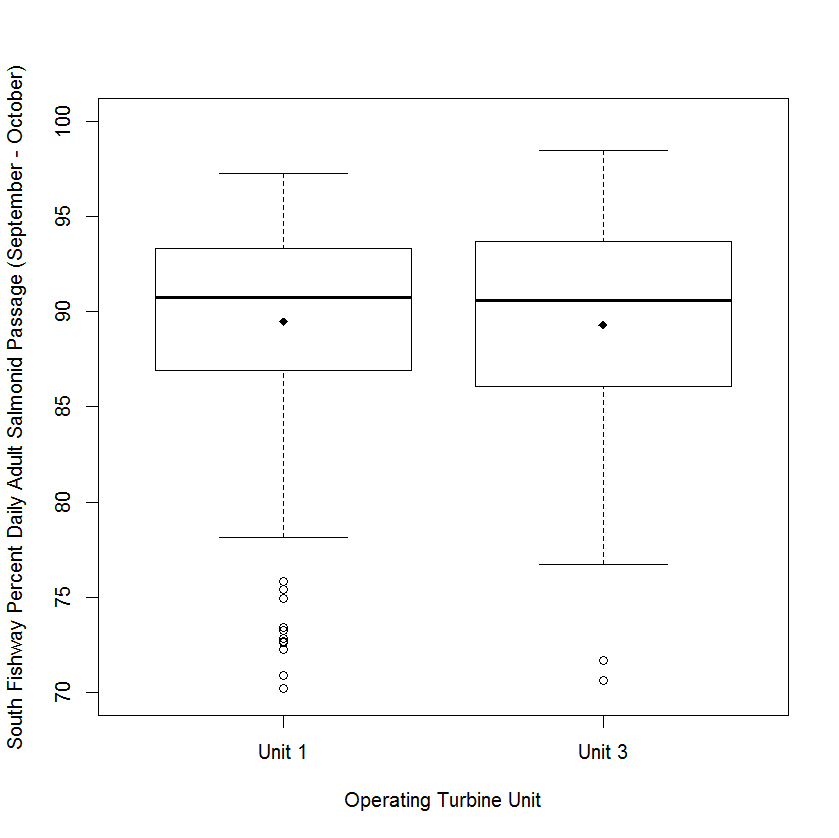 South Fishway Percent Daily Adult Salmonid Passage (September - October)
100
95
90
85
80
75
70
Unit 1 Unit 3
Operating Turbine Unit